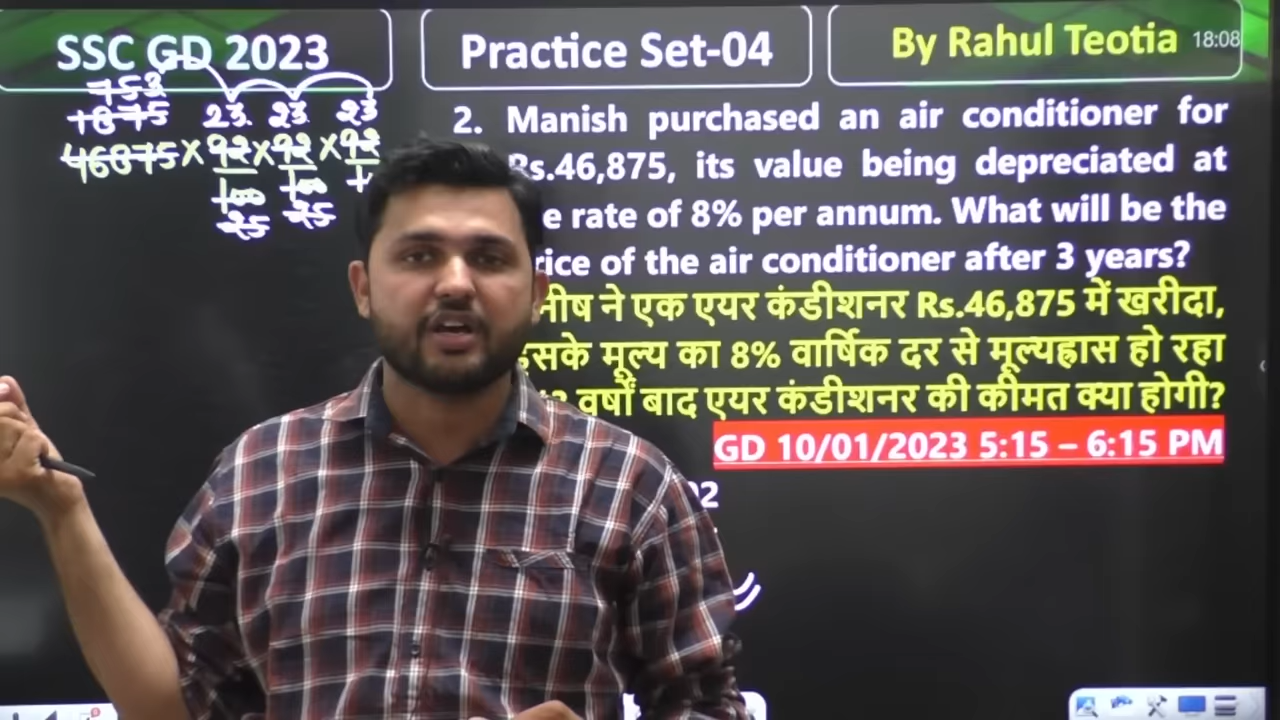 SSC GD 2023
Practice Set-04
By Rahul Teotia 18:08
753
1875 23 23 23
46875 × 92 × 92 × 92
100 100
25 25
2. Manish purchased an air conditioner for
Rs.46,875, its value being depreciated at
e rate of 8% per annum. What will be the
rice of the air conditioner after 3 years?
नीष ने एक एयर कंडीशनर Rs.46,875 में खरीदा,
सके मूल्य का 8% वार्षिक दर से मूल्यह्रास हो रहा
3 वर्षों बाद एयर कंडीशनर की कीमत क्या होगी?
GD 10/01/2023 5:15 – 6:15 PM
02